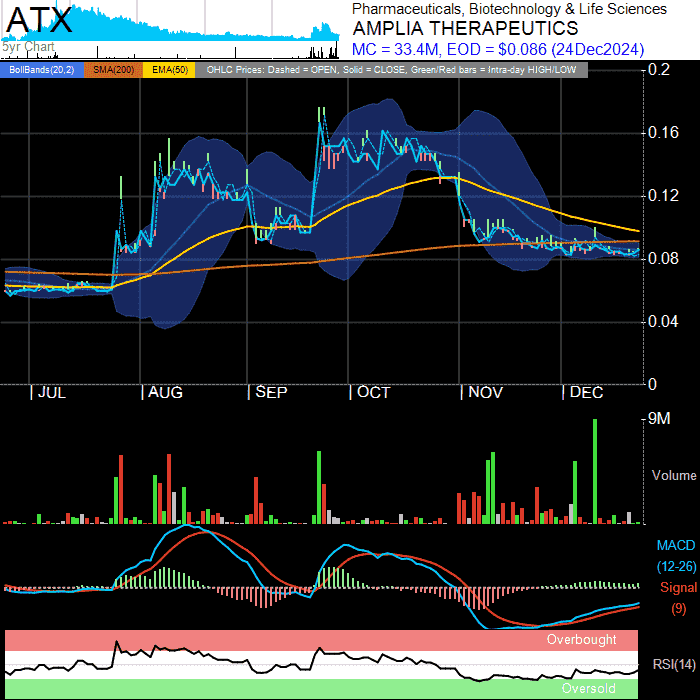 ATX
5yr Chart
Pharmaceuticals, Biotechnology & Life Sciences
AMPLIA THERAPEUTICS
MC = 33.4M, EOD = $0.086 (24Dec2024)
BollBands(20,2) SMA(200) EMA(50) OHLC Prices: Dashed = OPEN, Solid = CLOSE, Green/Red bars = Intra-day HIGH/LOW
0.2
0.16
0.12
0.08
0.04
0
| JUL | AUG | SEP | OCT | NOV | DEC
9M
Volume
MACD
(12-26)
Signal
(9)
Overbought
RSI(14)
Oversold